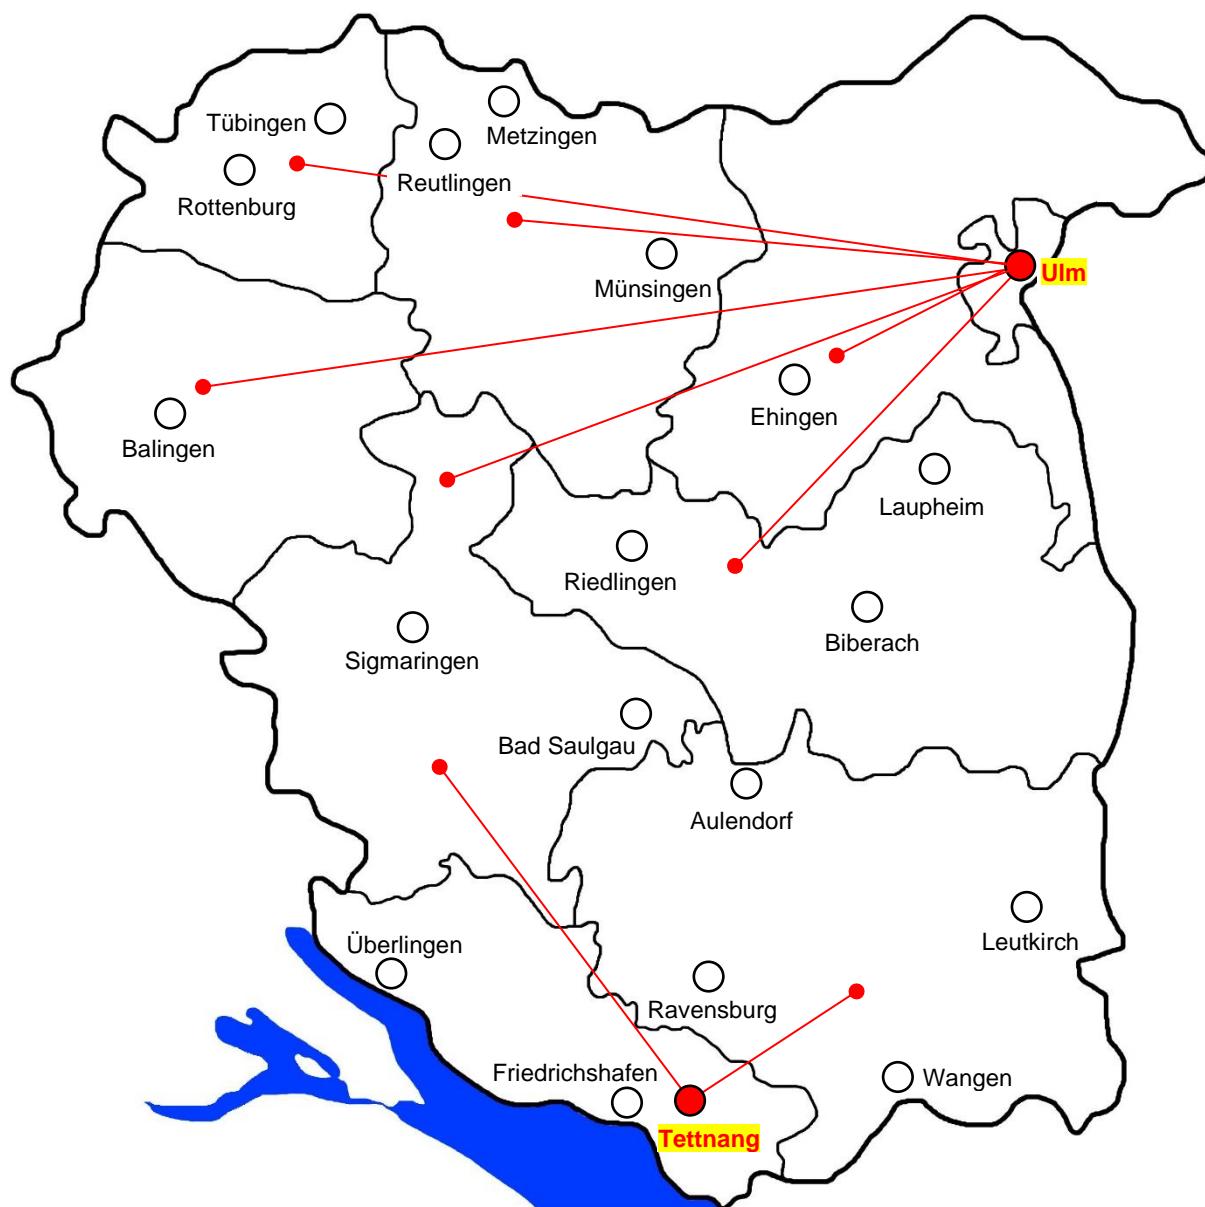 Metzingen
Tübingen
Reutlingen
Rottenburg
Ulm
Münsingen
Ehingen
Balingen
Laupheim
Riedlingen
Biberach
Sigmaringen
Bad Saulgau
Aulendorf
Überlingen
Leutkirch
Ravensburg
Friedrichshafen
Wangen
Tettnang